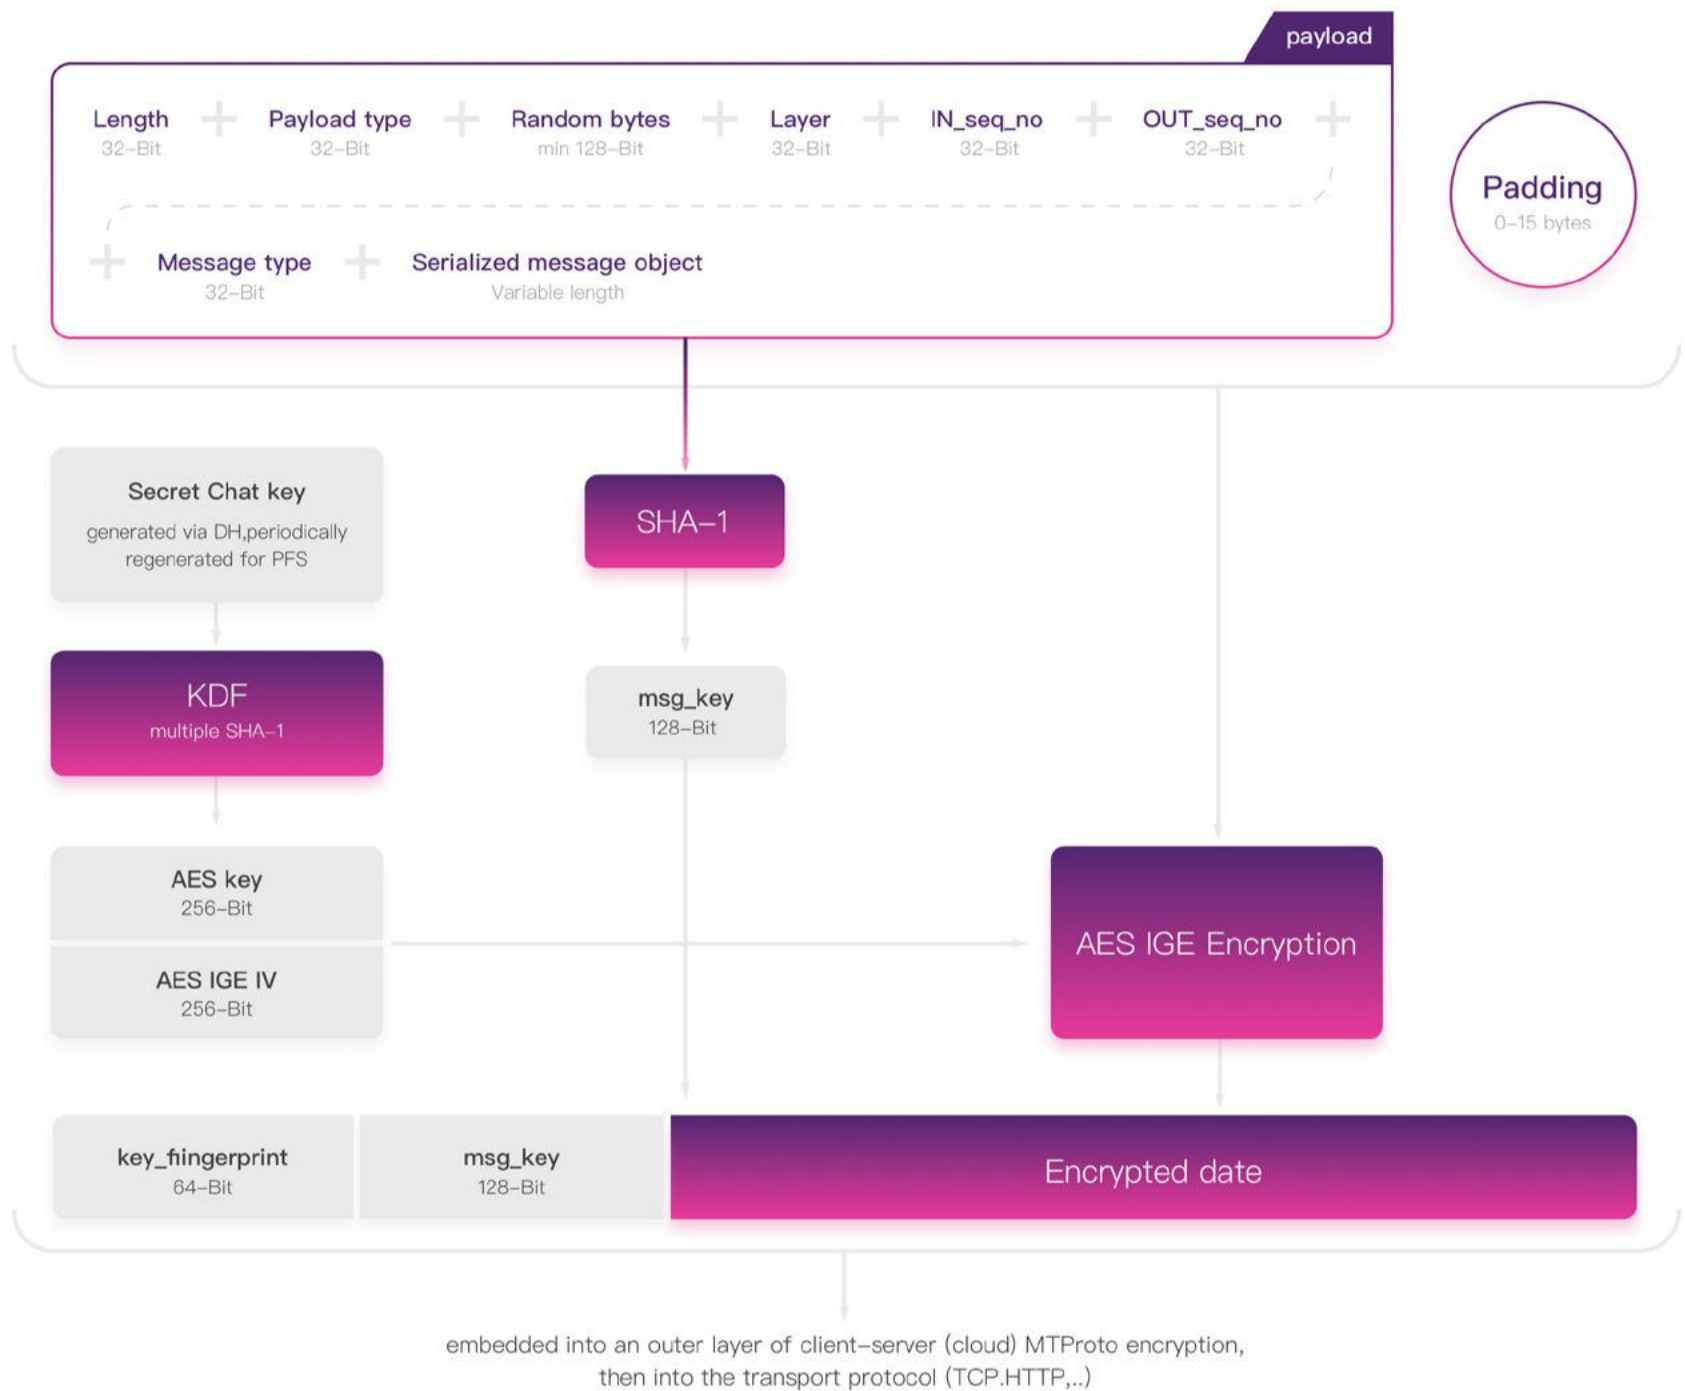 payload
Length + Payload type + Random bytes + Layer + IN_seq_no + OUT_seq_no +
32-Bit 32-Bit min 128-Bit 32-Bit 32-Bit 32-Bit
Padding
0-15 bytes
+ Message type + Serialized message object
32-Bit Variable length
Secret Chat key
generated via DH,periodically
regenerated for PFS
SHA-1
KDF
multiple SHA-1
msg_key
128-Bit
AES key
256-Bit
AES IGE IV
256-Bit
AES IGE Encryption
key_fiingerprint
64-Bit
msg_key
128-Bit
Encrypted date
embedded into an outer layer of client-server (cloud) MTProto encryption,
then into the transport protocol (TCP.HTTP,..)